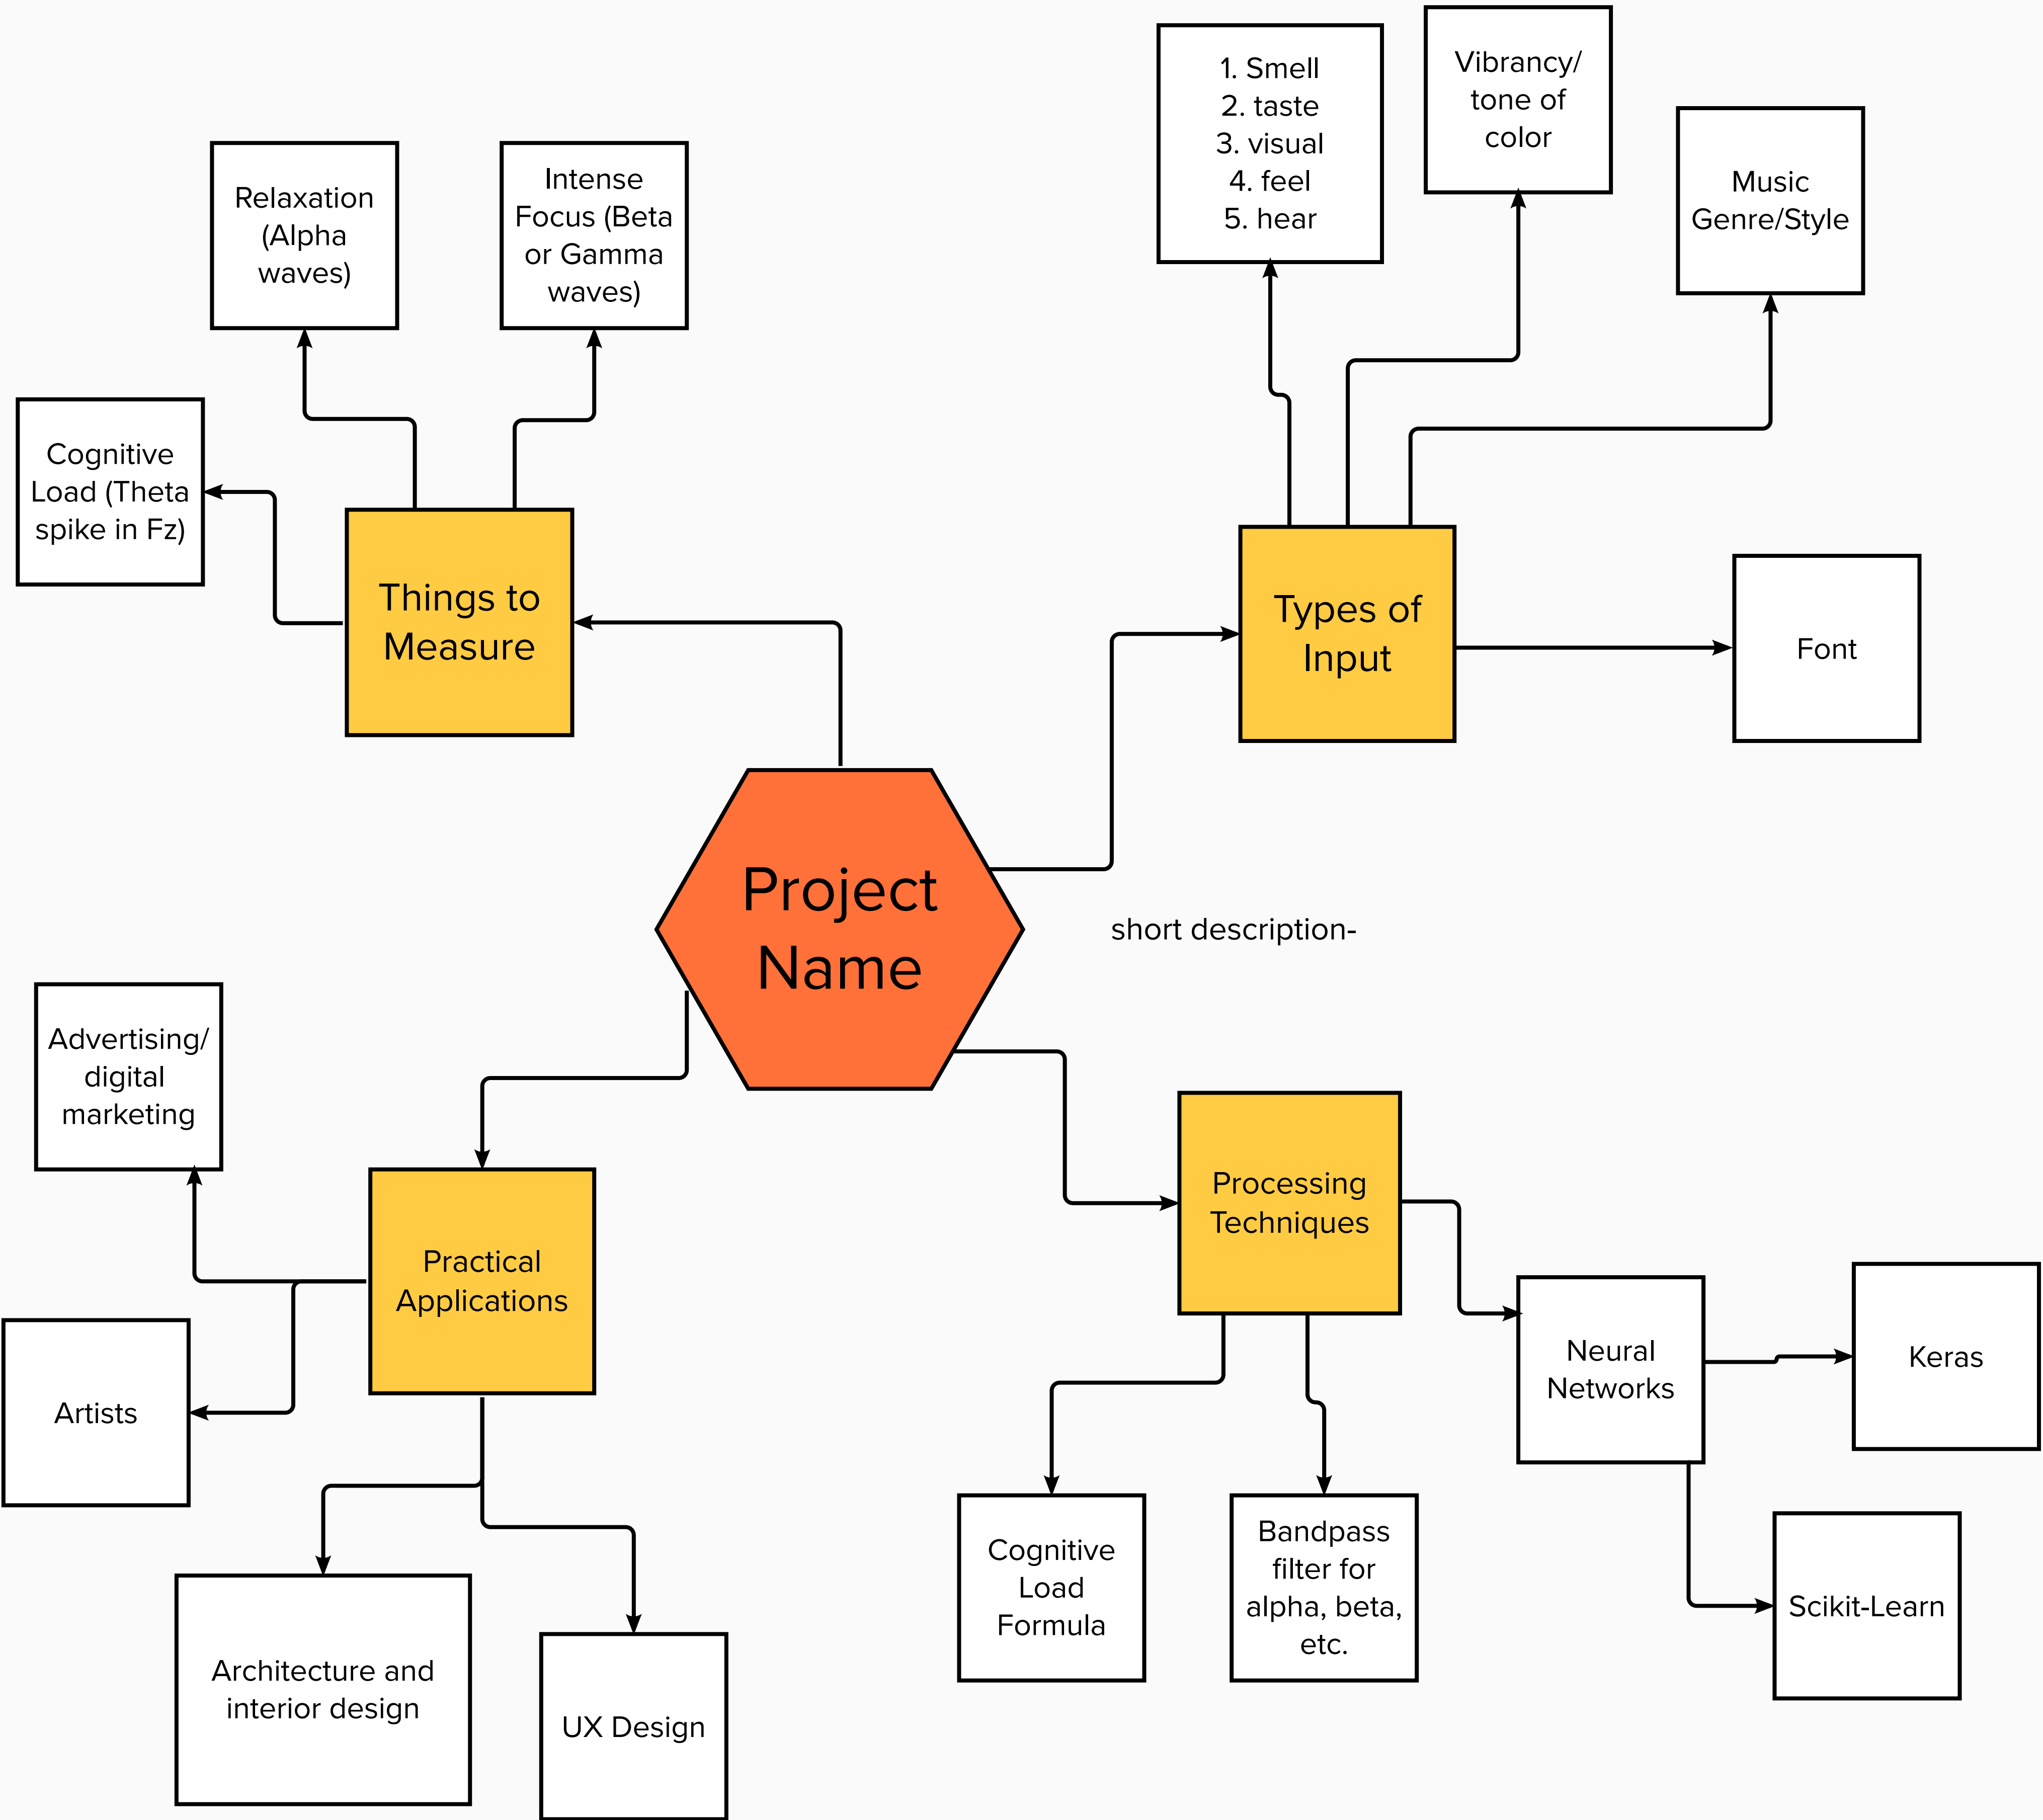 1. Smell
2. taste
3. visual
4. feel
5. hear
Vibrancy/
tone of
color
Music
Genre/Style
Relaxation
(Alpha
waves)
Intense
Focus (Beta
or Gamma
waves)
Cognitive
Load (Theta
spike in Fz)
Things to
Measure
Types of
Input
Font
Project
Name
short description-
Advertising/
digital
marketing
Practical
Applications
Artists
Architecture and
interior design
UX Design
Processing
Techniques
Neural
Networks
Keras
Scikit-Learn
Cognitive
Load
Formula
Bandpass
filter for
alpha, beta,
etc.